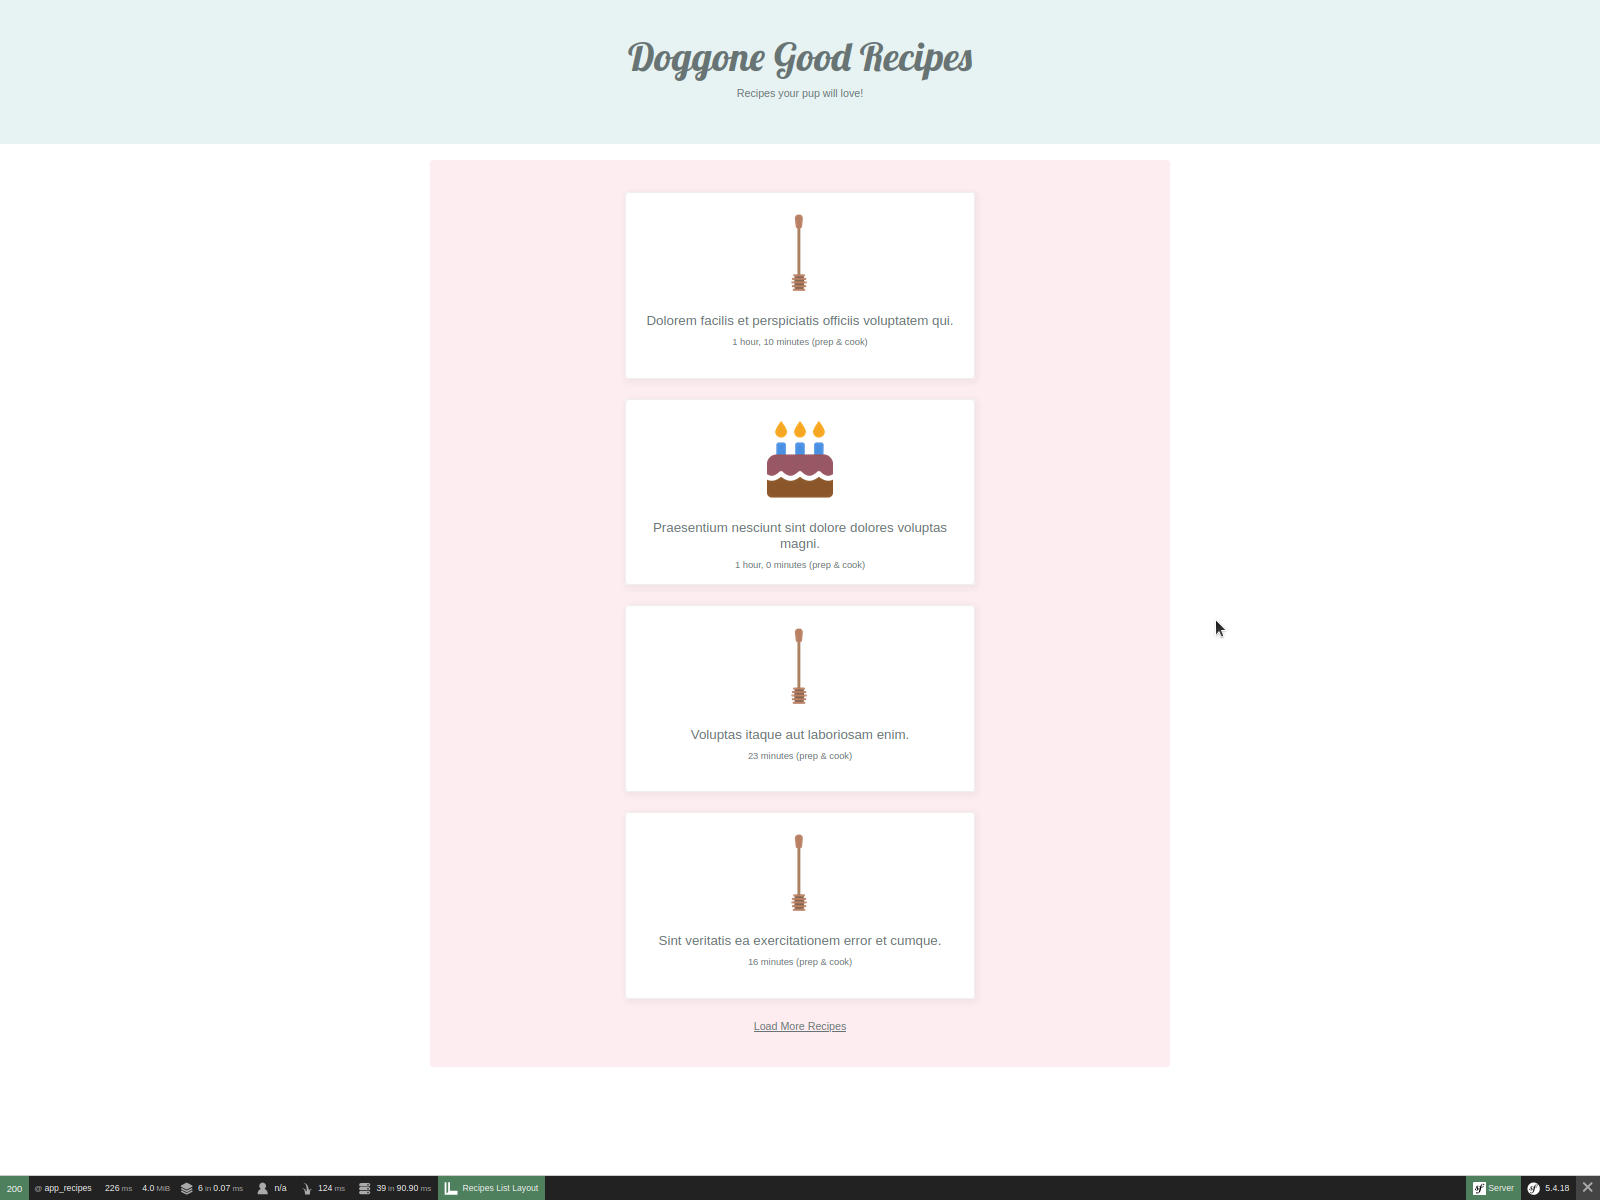 Doggone Good Recipes
Recipes your pup will love!
Dolorem facilis et perspiciatis officiis voluptatem qui.
1 hour, 10 minutes (prep & cook)
Praesentium nesciunt sint dolore dolores voluptas
magni.
1 hour, 0 minutes (prep & cook)
Voluptas itaque aut laboriosam enim.
23 minutes (prep & cook)
Sint veritatis ea exercitationem error et cumque.
16 minutes (prep & cook)
Load More Recipes
200 @ app_recipes 226 ms 4.0 MiB 6 in 0.07 ms n/a 124 ms 39 in 90.90 ms Recipes List Layout Server 5.4.18